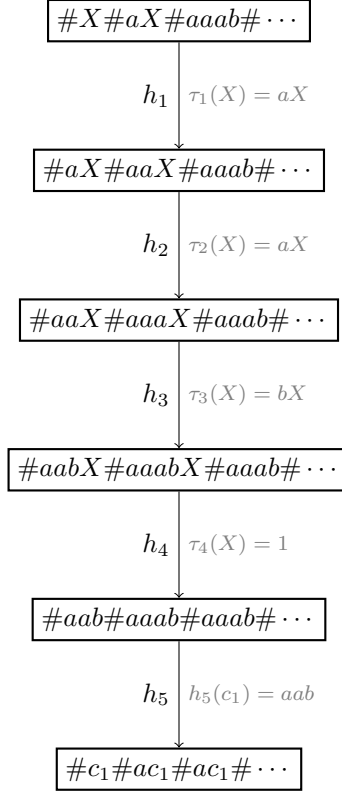 #X#aX#aaab# ⋯
h₁ τ₁(X) = aX
#aX#aaX#aaab# ⋯
h₂ τ₂(X) = aX
#aaX#aaaX#aaab# ⋯
h₃ τ₃(X) = bX
#aabX#aaabX#aaab# ⋯
h₄ τ₄(X) = 1
#aab#aaab#aaab# ⋯
h₅ h₅(c₁) = aab
#c₁#ac₁#ac₁# ⋯